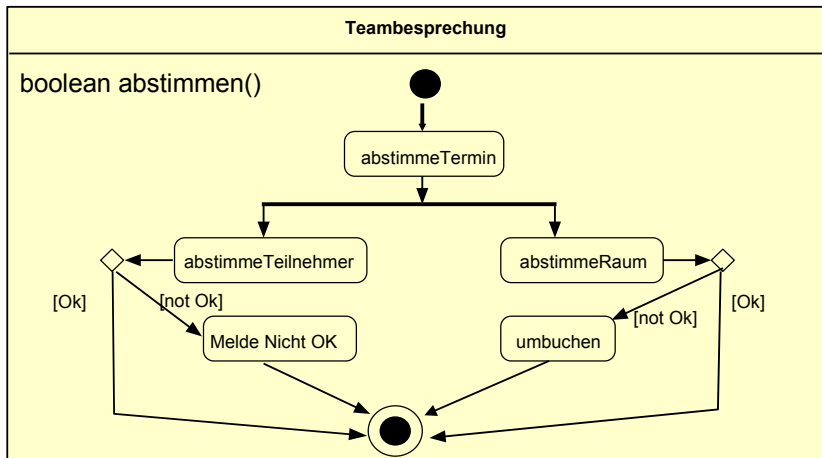 Teambesprechung
boolean abstimmen()
abstimmeTermin
abstimmeTeilnehmer
abstimmeRaum
[Ok]
[not Ok]
[not Ok]
[Ok]
Melde Nicht OK
umbuchen